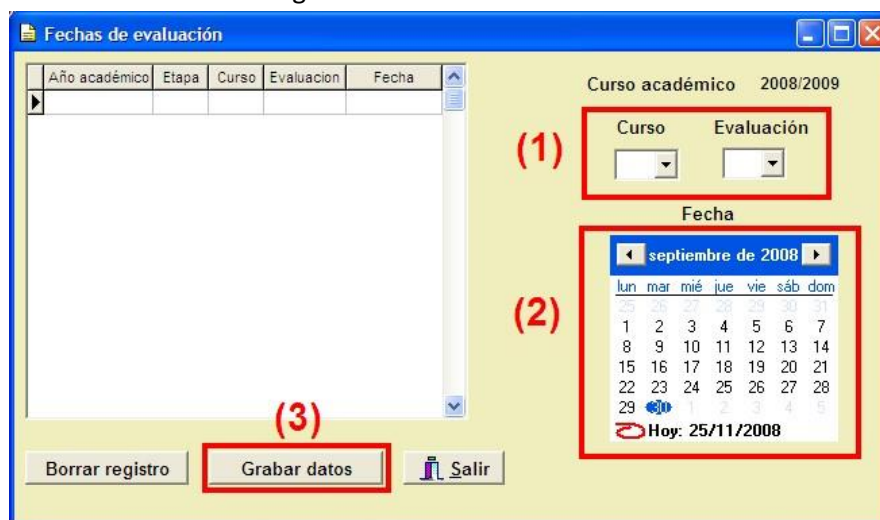 Fechas de evaluación
Año académico Etapa Curso Evaluacion Fecha
Curso académico 2008/2009
(1)
Curso Evaluación
Fecha
(2)
septiembre de 2008
lun mar mié jue vie sáb dom
25 26 27 28 29 30 31
1 2 3 4 5 6 7
8 9 10 11 12 13 14
15 16 17 18 19 20 21
22 23 24 25 26 27 28
29 30 1 2 3 4 5
Hoy: 25/11/2008
(3)
Borrar registro Grabar datos Salir